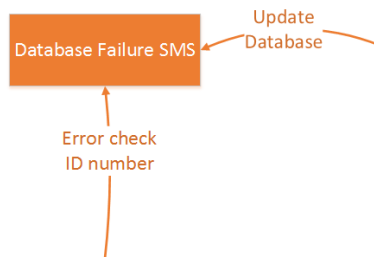 Update
Database
Database Failure SMS
Error check
ID number